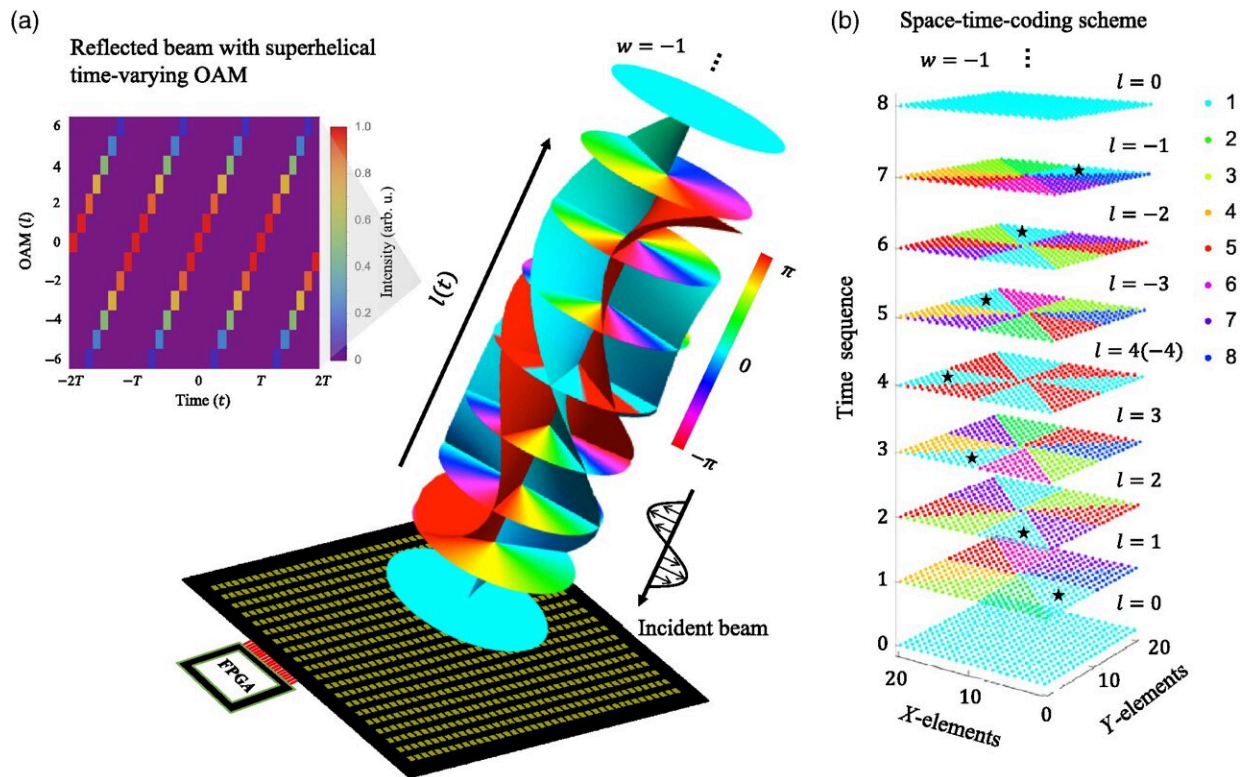 (a)
Reflected beam with superhelical
time-varying OAM
OAM (l)
6
4
2
0
−2
−4
−6
−2T
−T
0
T
2T
Time (t)
1.0
0.8
0.6
0.4
0.2
0
Intensity (arb. u.)
w = −1
⋮
l(t)
π
0
−π
Incident beam
FPGA
(b)
Space-time-coding scheme
w = −1
⋮
Time sequence
8
7
6
5
4
3
2
1
0
l = 0
l = −1
l = −2
l = −3
l = 4(−4)
l = 3
l = 2
l = 1
l = 0
1
2
3
4
5
6
7
8
20
10
0
X-elements
10
20
Y-elements